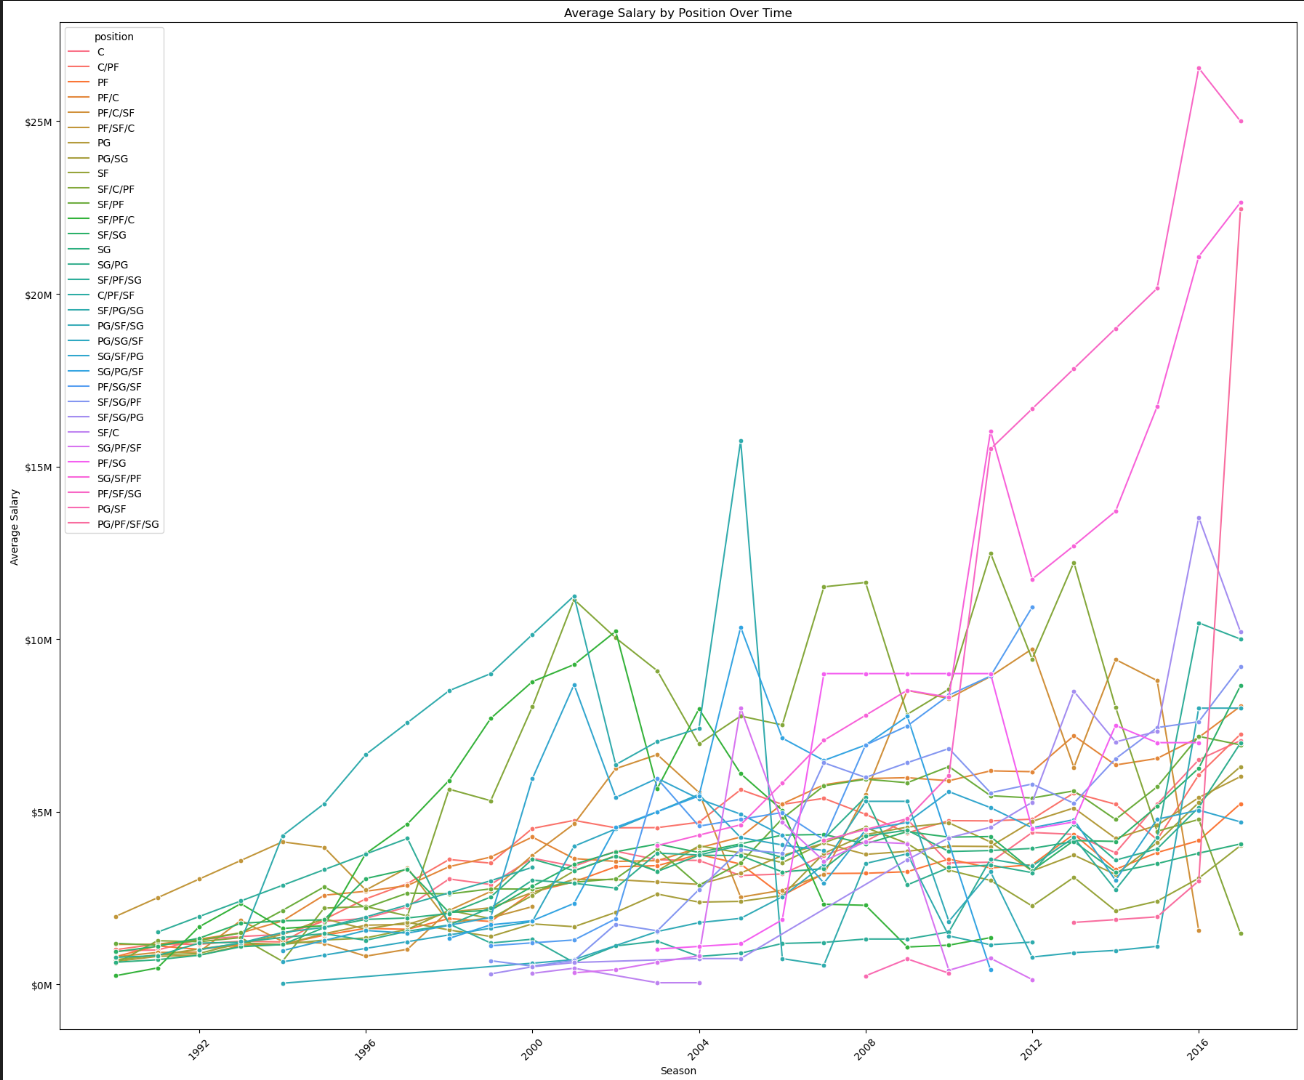 Average Salary by Position Over Time
position
C
C/PF
PF
PF/C
PF/C/SF
PF/SF/C
PG
PG/SG
SF
SF/C/PF
SF/PF
SF/PF/C
SF/SG
SG
SG/PG
SF/PF/SG
C/PF/SF
SF/PG/SG
PG/SF/SG
PG/SG/SF
SG/SF/PG
SG/PG/SF
PF/SG/SF
SF/SG/PF
SF/SG/PG
SF/C
SG/PF/SF
PF/SG
SG/SF/PF
PF/SF/SG
PG/SF
PG/PF/SF/SG
$25M
$20M
$15M
$10M
$5M
$0M
Average Salary
1992
1996
2000
2004
2008
2012
2016
Season